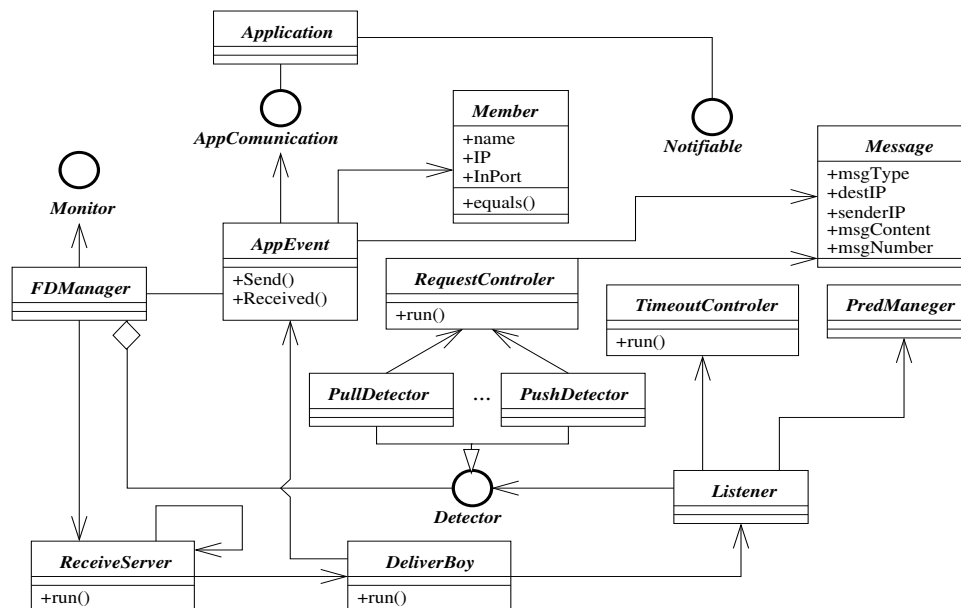 Application
AppComunication
Notifiable
Member
+name
+IP
+InPort
+equals()
Message
+msgType
+destIP
+senderIP
+msgContent
+msgNumber
Monitor
AppEvent
+Send()
+Received()
FDManager
RequestControler
+run()
TimeoutControler
+run()
PredManeger
PullDetector
...
PushDetector
Detector
Listener
ReceiveServer
+run()
DeliverBoy
+run()